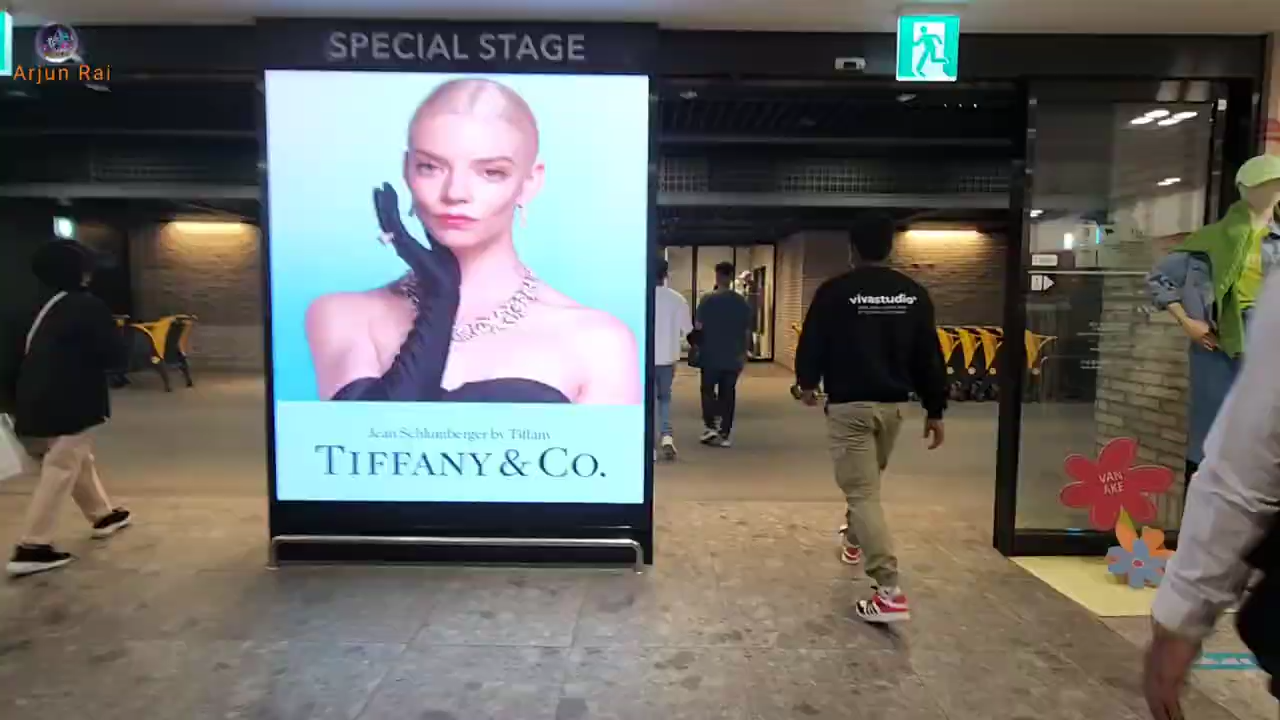 Arjun Rai
SPECIAL STAGE
Jean Schlumberger by Tiffany
TIFFANY & CO.
vivastudio
VAN
AKE